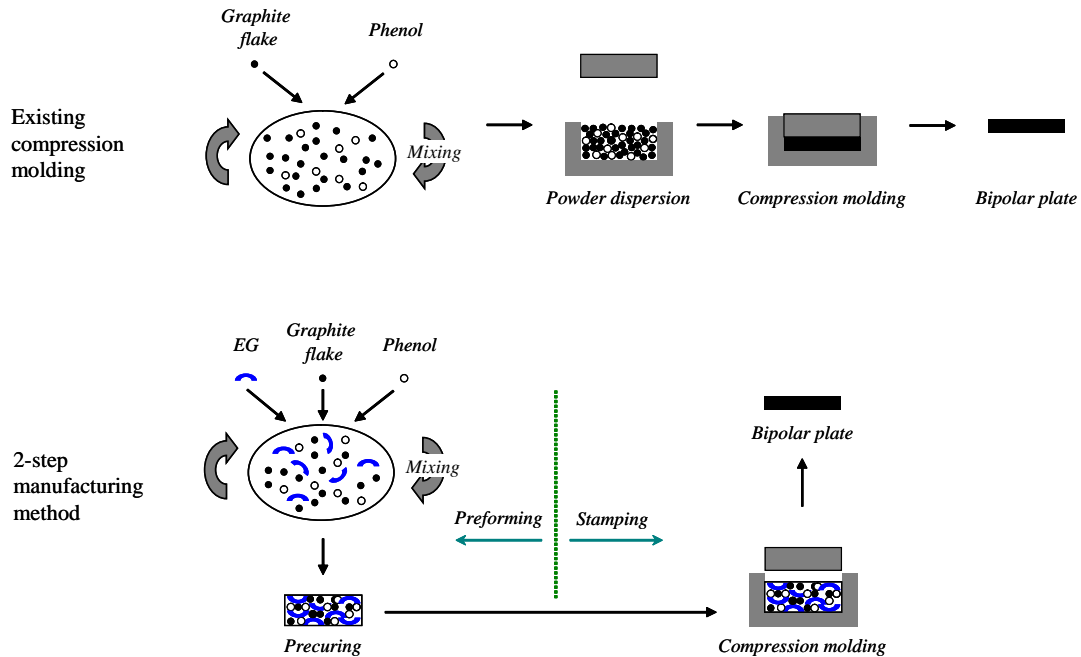 Graphite
flake
Phenol
Existing
compression
molding
Mixing
Powder dispersion
Compression molding
Bipolar plate
EG
Graphite
flake
Phenol
2-step
manufacturing
method
Mixing
Preforming
Stamping
Bipolar plate
Precuring
Compression molding